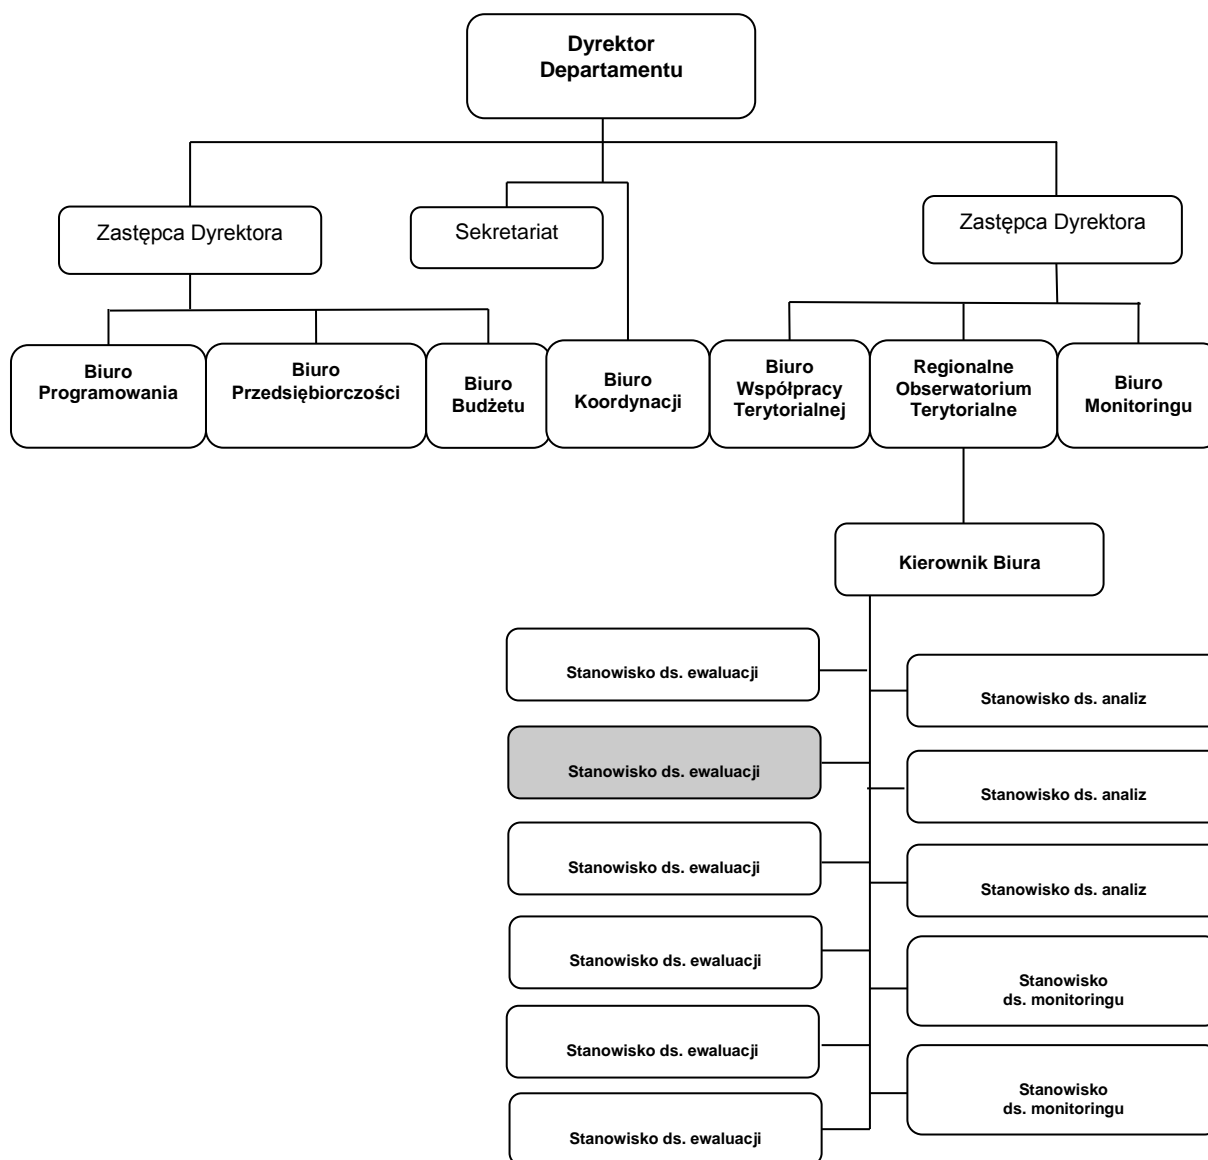 Dyrektor
Departamentu
Zastępca Dyrektora
Sekretariat
Zastępca Dyrektora
Biuro
Programowania
Biuro
Przedsiębiorczości
Biuro
Budżetu
Biuro
Koordynacji
Biuro
Współpracy
Terytorialnej
Regionalne
Obserwatorium
Terytorialne
Biuro
Monitoringu
Kierownik Biura
Stanowisko ds. ewaluacji
Stanowisko ds. ewaluacji
Stanowisko ds. ewaluacji
Stanowisko ds. ewaluacji
Stanowisko ds. ewaluacji
Stanowisko ds. ewaluacji
Stanowisko ds. analiz
Stanowisko ds. analiz
Stanowisko ds. analiz
Stanowisko
ds. monitoringu
Stanowisko
ds. monitoringu